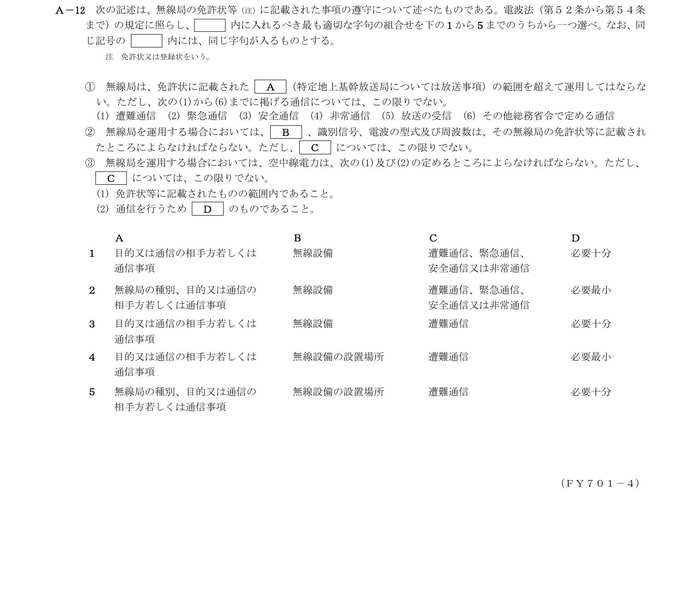 A－12 次の記述は、無線局の免許状等（注）に記載された事項の遵守について述べたものである。電波法（第５２条から第５４条
まで）の規定に照らし、 内に入れるべき最も適切な字句の組合せを下の１から５までのうちから一つ選べ。なお、同
じ記号の 内には、同じ字句が入るものとする。
注 免許状又は登録状をいう。
① 無線局は、免許状に記載された A （特定地上基幹放送局については放送事項）の範囲を超えて運用してはならな
い。ただし、次の(1)から(6)までに掲げる通信については、この限りでない。
(1) 遭難通信 (2) 緊急通信 (3) 安全通信 (4) 非常通信 (5) 放送の受信 (6) その他総務省令で定める通信
② 無線局を運用する場合においては、 B 、識別信号、電波の型式及び周波数は、その無線局の免許状等に記載され
たところによらなければならない。ただし、 C については、この限りでない。
③ 無線局を運用する場合においては、空中線電力は、次の(1)及び(2)の定めるところによらなければならない。ただし、
C については、この限りでない。
(1) 免許状等に記載されたものの範囲内であること。
(2) 通信を行うため D のものであること。
A B C D
1 目的又は通信の相手方若しくは 無線設備 遭難通信、緊急通信、 必要十分
通信事項 安全通信又は非常通信
2 無線局の種別、目的又は通信の 無線設備 遭難通信、緊急通信、 必要最小
相手方若しくは通信事項 安全通信又は非常通信
3 目的又は通信の相手方若しくは 無線設備 遭難通信 必要十分
通信事項
4 目的又は通信の相手方若しくは 無線設備の設置場所 遭難通信 必要最小
通信事項
5 無線局の種別、目的又は通信の 無線設備の設置場所 遭難通信 必要十分
相手方若しくは通信事項
（ＦＹ７０１－４）